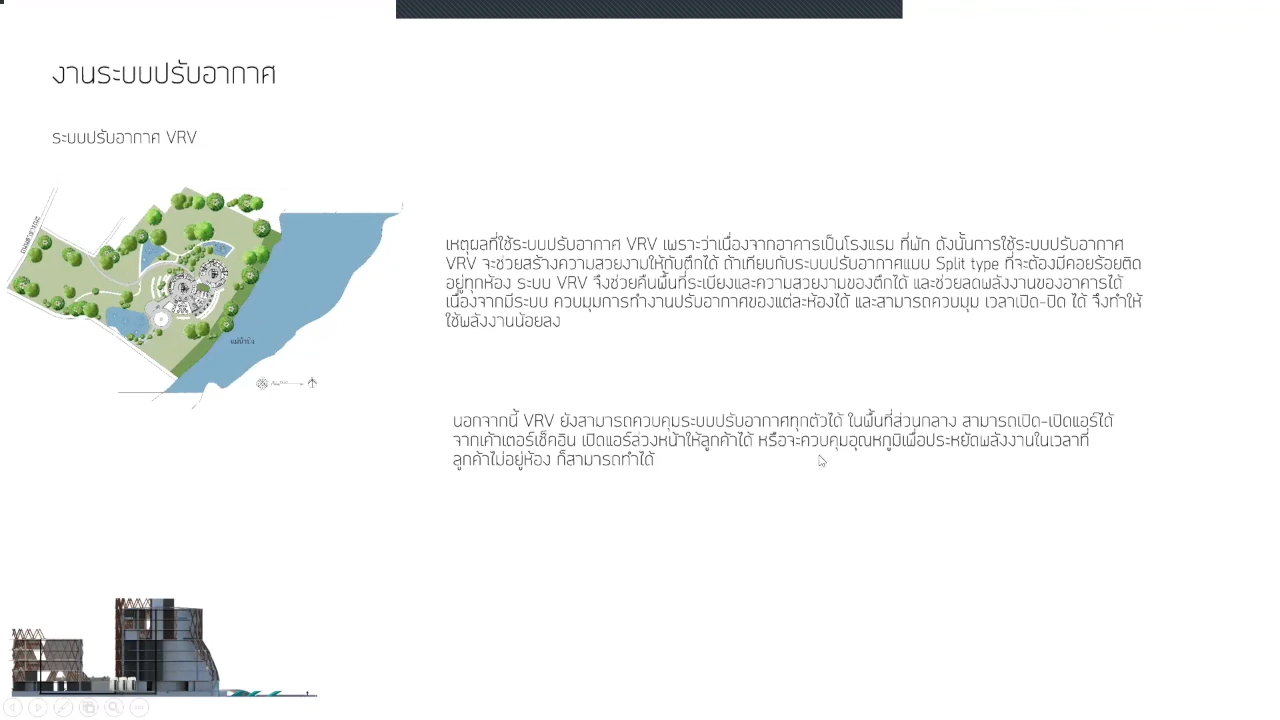 งานระบบปรับอากาศ
ระบบปรับอากาศ VRV
เหตุผลที่ใช้ระบบปรับอากาศ VRV เพราะว่าเนื่องจากอาคารเป็นโรงแรม ที่พัก ดังนั้นการใช้ระบบปรับอากาศ
VRV จะช่วยสร้างความสวยงามให้กับตึกได้ ถ้าเทียบกับระบบปรับอากาศแบบ Split type ที่จะต้องมีคอยร้อยติด
อยู่ทุกห้อง ระบบ VRV จึงช่วยคืนพื้นที่ระเบียงและความสวยงามของตึกได้ และช่วยลดพลังงานของอาคารได้
เนื่องจากมีระบบ ควบมุมการทำงานปรับอากาศของแต่ละห้องได้ และสามารถควบมุม เวลาเปิด-ปิด ได้ จึงทำให้
ใช้พลังงานน้อยลง
แม่น้ำปิง
นอกจากนี้ VRV ยังสามารถควบคุมระบบปรับอากาศทุกตัวได้ ในพื้นที่ส่วนกลาง สามารถเปิด-เปิดแอร์ได้
จากเค้าเตอร์เช็คอิน เปิดแอร์ล่วงหน้าให้ลูกค้าได้ หรือจะควบคุมอุณหภูมิเพื่อประหยัดพลังงานในเวลาที่
ลูกค้าไม่อยู่ห้อง ก็สามารถทำได้